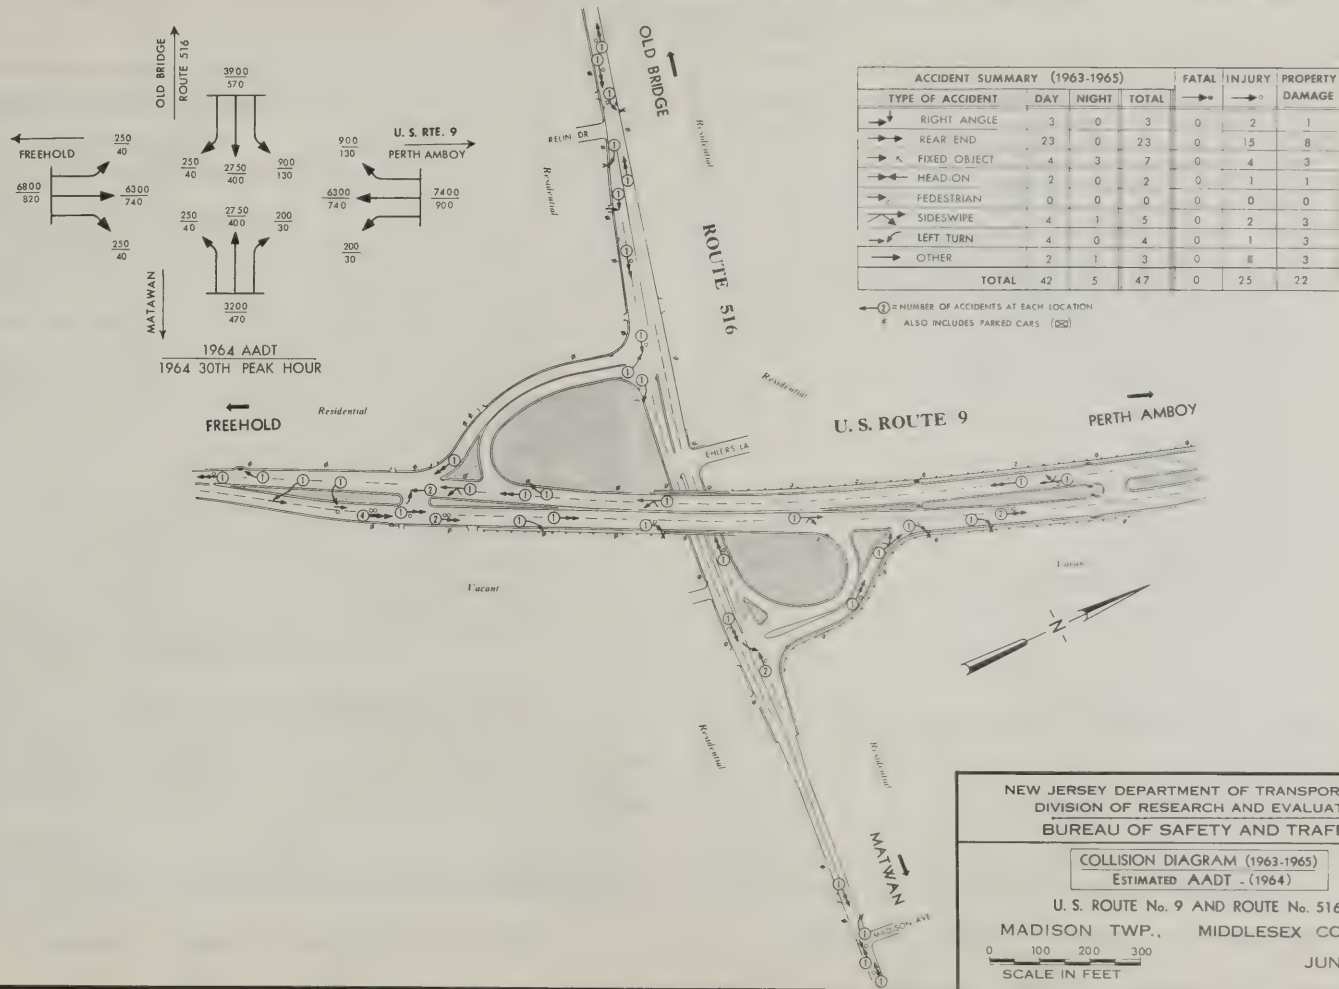 OLD BRIDGE
ROUTE 516
3900
570
250
40
2750
400
900
130
FREEHOLD
250
40
6800
820
6300
740
250
40
U. S. RTE. 9
PERTH AMBOY
900
130
6300
740
7400
900
200
30
250
40
2750
400
200
30
MATAWAN
3200
470
1964 AADT
1964 30TH PEAK HOUR
OLD BRIDGE
RELIN DR
Residential
Residential
ROUTE 516
ACCIDENT SUMMARY (1963-1965) FATAL INJURY PROPERTY
TYPE OF ACCIDENT DAY NIGHT TOTAL DAMAGE
RIGHT ANGLE 3 0 3 0 2 1
REAR END 23 0 23 0 15 8
FIXED OBJECT 4 3 7 0 4 3
HEAD-ON 2 0 2 0 1 1
PEDESTRIAN 0 0 0 0 0 0
SIDESWIPE 4 1 5 0 2 3
LEFT TURN 4 0 4 0 1 3
OTHER 2 1 3 0 3
TOTAL 42 5 47 0 25 22
2 = NUMBER OF ACCIDENTS AT EACH LOCATION
* ALSO INCLUDES PARKED CARS
FREEHOLD
Residential
Residential
U. S. ROUTE 9
PERTH AMBOY
EHLERS LA
Vacant
Vacant
N
Residential
Residential
MATWAN
MADISON AVE
NEW JERSEY DEPARTMENT OF TRANSPOR
DIVISION OF RESEARCH AND EVALUAT
BUREAU OF SAFETY AND TRAFF
COLLISION DIAGRAM (1963-1965)
ESTIMATED AADT - (1964)
U. S. ROUTE No. 9 AND ROUTE No. 516
MADISON TWP., MIDDLESEX CO
0 100 200 300
SCALE IN FEET
JUN